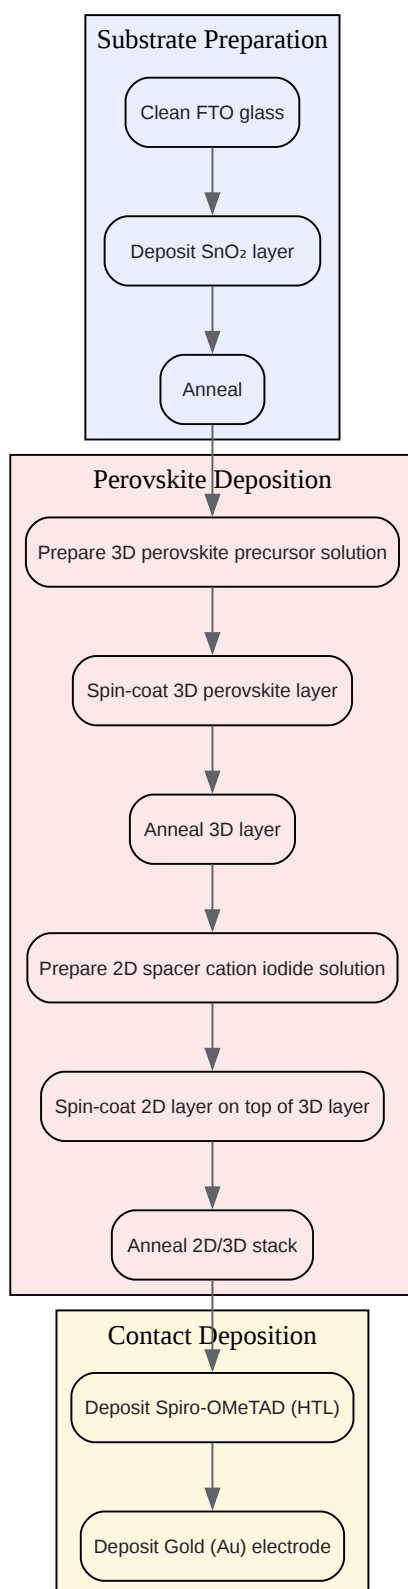 Substrate Preparation
Clean FTO glass
Deposit SnO₂ layer
Anneal
Perovskite Deposition
Prepare 3D perovskite precursor solution
Spin-coat 3D perovskite layer
Anneal 3D layer
Prepare 2D spacer cation iodide solution
Spin-coat 2D layer on top of 3D layer
Anneal 2D/3D stack
Contact Deposition
Deposit Spiro-OMeTAD (HTL)
Deposit Gold (Au) electrode